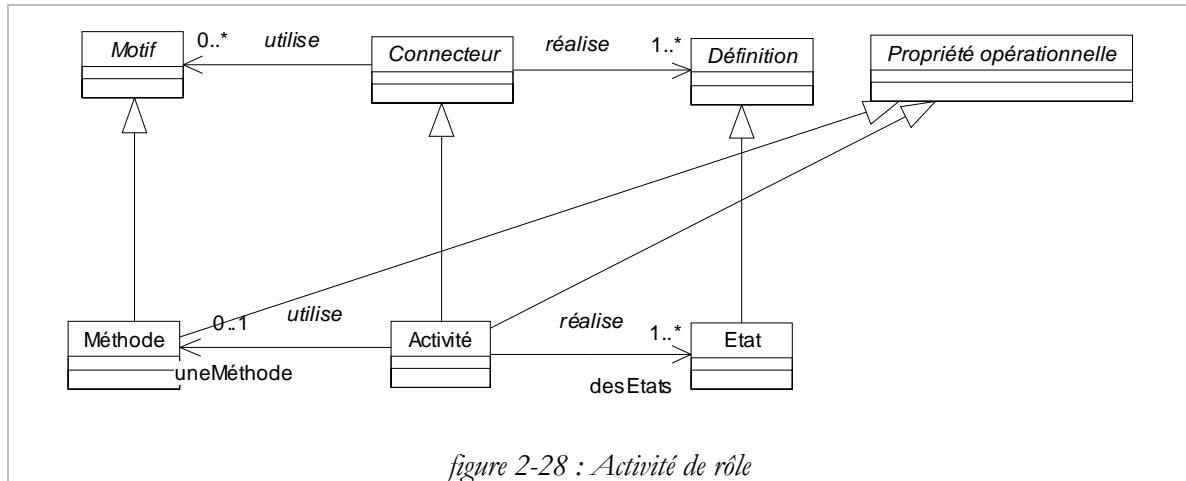 Motif
0..*
utilise
Connecteur
réalise
1..*
Définition
Propriété opérationnelle
Méthode
0..1
utilise
uneMéthode
Activité
réalise
1..*
desEtats
Etat
figure 2-28 : Activité de rôle